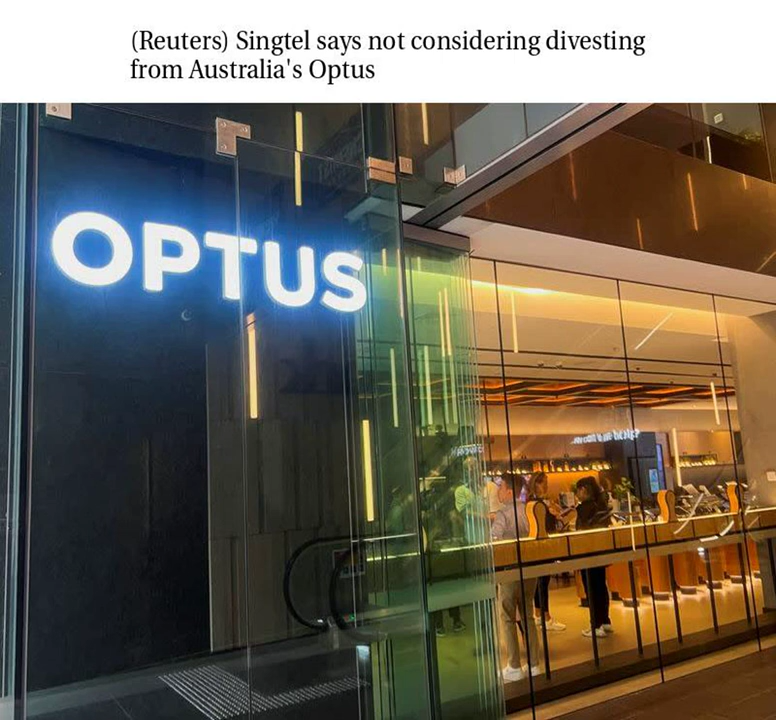 (Reuters) Singtel says not considering divesting
from Australia's Optus
OPTUS